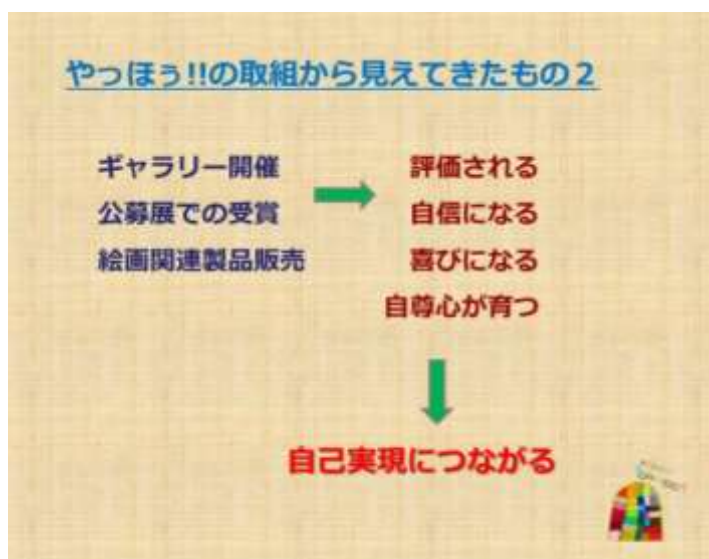 やっほぅ!!の取組から見えてきたもの2
ギャラリー開催
公募展での受賞
絵画関連製品販売
評価される
自信になる
喜びになる
自尊心が育つ
自己実現につながる